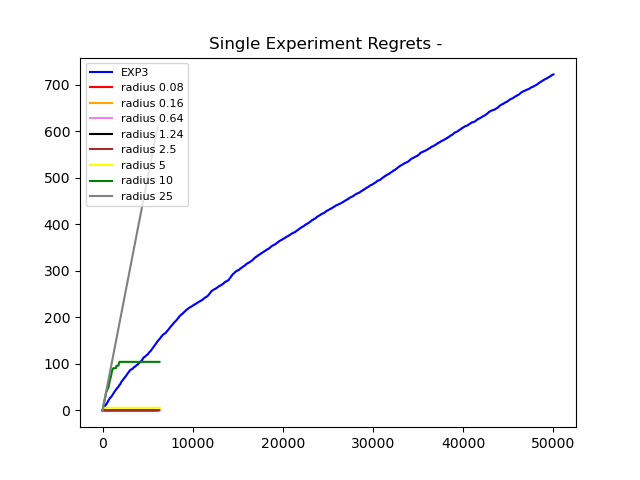 Single Experiment Regrets -
EXP3
radius 0.08
radius 0.16
radius 0.64
radius 1.24
radius 2.5
radius 5
radius 10
radius 25
700
600
500
400
300
200
100
0
0 10000 20000 30000 40000 50000